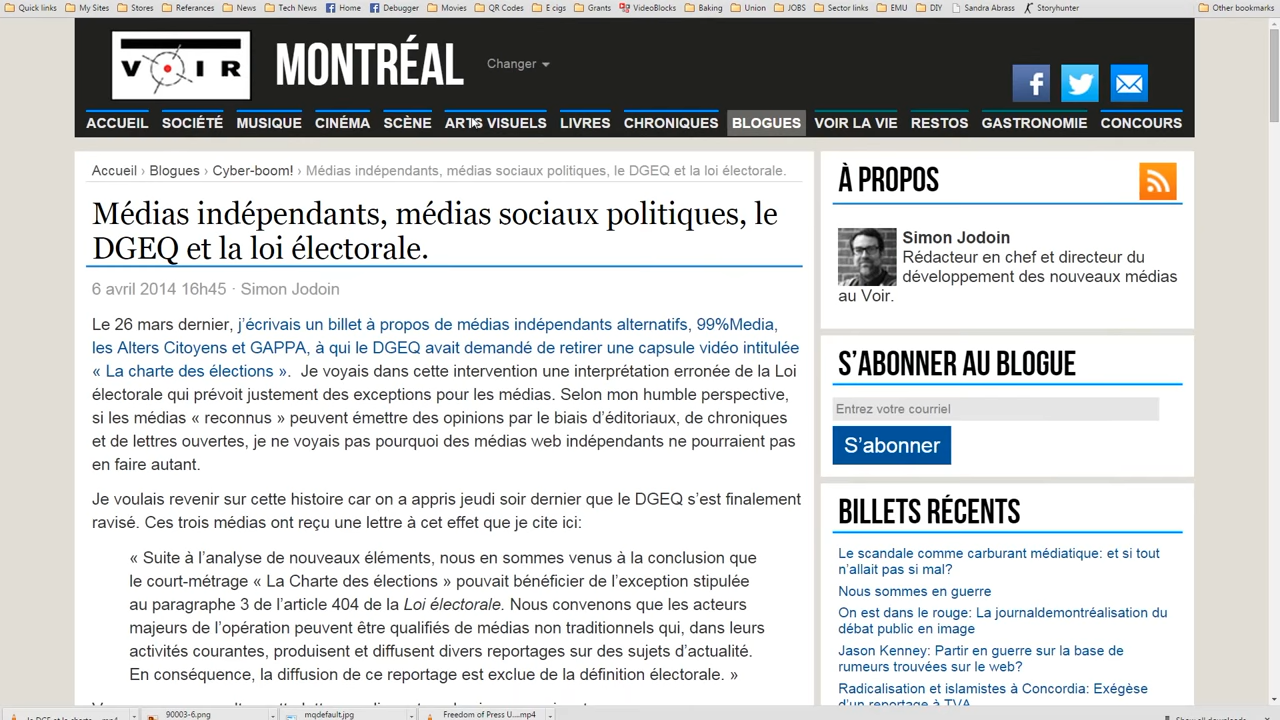 Quick links My Sites Stores Referances News Tech News Home Debugger Movies QR Codes E cigs Grants VideoBlocks Baking Union JOBS Sector links EMU DIY Sandra Abrass Storyhunter Other bookmarks
VOIR MONTRÉAL Changer
ACCUEIL SOCIÉTÉ MUSIQUE CINÉMA SCÈNE ARTS VISUELS LIVRES CHRONIQUES BLOGUES VOIR LA VIE RESTOS GASTRONOMIE CONCOURS
Accueil › Blogues › Cyber-boom! › Médias indépendants, médias sociaux politiques, le DGEQ et la loi électorale.
Médias indépendants, médias sociaux politiques, le
DGEQ et la loi électorale.
6 avril 2014 16h45 · Simon Jodoin
Le 26 mars dernier, j’écrivais un billet à propos de médias indépendants alternatifs, 99%Media,
les Alters Citoyens et GAPPA, à qui le DGEQ avait demandé de retirer une capsule vidéo intitulée
« La charte des élections ». Je voyais dans cette intervention une interprétation erronée de la Loi
électorale qui prévoit justement des exceptions pour les médias. Selon mon humble perspective,
si les médias « reconnus » peuvent émettre des opinions par le biais d’éditoriaux, de chroniques
et de lettres ouvertes, je ne voyais pas pourquoi des médias web indépendants ne pourraient pas
en faire autant.
Je voulais revenir sur cette histoire car on a appris jeudi soir dernier que le DGEQ s’est finalement
ravisé. Ces trois médias ont reçu une lettre à cet effet que je cite ici:
« Suite à l’analyse de nouveaux éléments, nous en sommes venus à la conclusion que
le court-métrage « La Charte des élections » pouvait bénéficier de l’exception stipulée
au paragraphe 3 de l’article 404 de la Loi électorale. Nous convenons que les acteurs
majeurs de l’opération peuvent être qualifiés de médias non traditionnels qui, dans leurs
activités courantes, produisent et diffusent divers reportages sur des sujets d’actualité.
En conséquence, la diffusion de ce reportage est exclue de la définition électorale. »
À PROPOS
Simon Jodoin
Rédacteur en chef et directeur du
développement des nouveaux médias
au Voir.
S’ABONNER AU BLOGUE
Entrez votre courriel
S’abonner
BILLETS RÉCENTS
Le scandale comme carburant médiatique: et si tout
n’allait pas si mal?
Nous sommes en guerre
On est dans le rouge: La journaldemontréalisation du
débat public en image
Jason Kenney: Partir en guerre sur la base de
rumeurs trouvées sur le web?
Radicalisation et islamistes à Concordia: Exégèse
d’un reportage à TVA
90003-6.png mqdefault.jpg Freedom of Press U....mp4